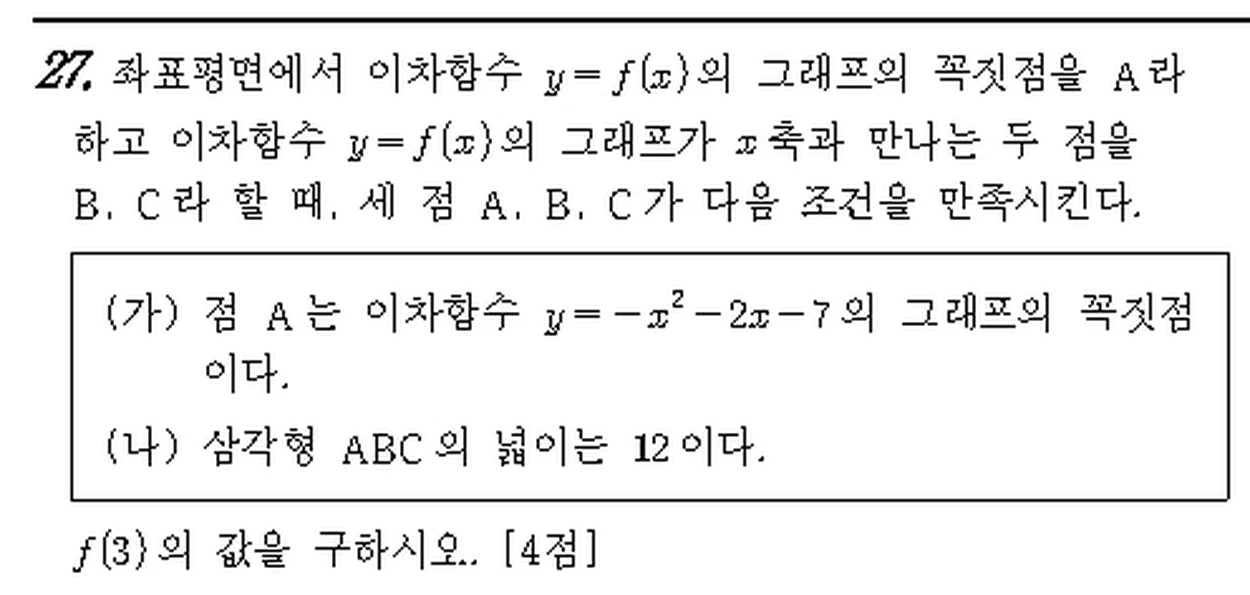 27. 좌표평면에서 이차함수 y=f(x)의 그래프의 꼭짓점을 A라
하고 이차함수 y=f(x)의 그래프가 x축과 만나는 두 점을
B, C라 할 때, 세 점 A, B, C가 다음 조건을 만족시킨다.
(가) 점 A는 이차함수 y=-x²-2x-7의 그래프의 꼭짓점
이다.
(나) 삼각형 ABC의 넓이는 12이다.
f(3)의 값을 구하시오.. [4점]